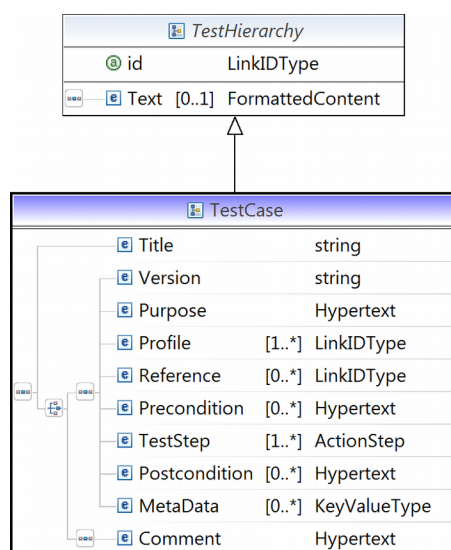 TestHierarchy
a id LinkIDType
e Text [0..1] FormattedContent
TestCase
e Title string
e Version string
e Purpose Hypertext
e Profile [1..*] LinkIDType
e Reference [0..*] LinkIDType
e Precondition [0..*] Hypertext
e TestStep [1..*] ActionStep
e Postcondition [0..*] Hypertext
e MetaData [0..*] KeyValueType
e Comment Hypertext